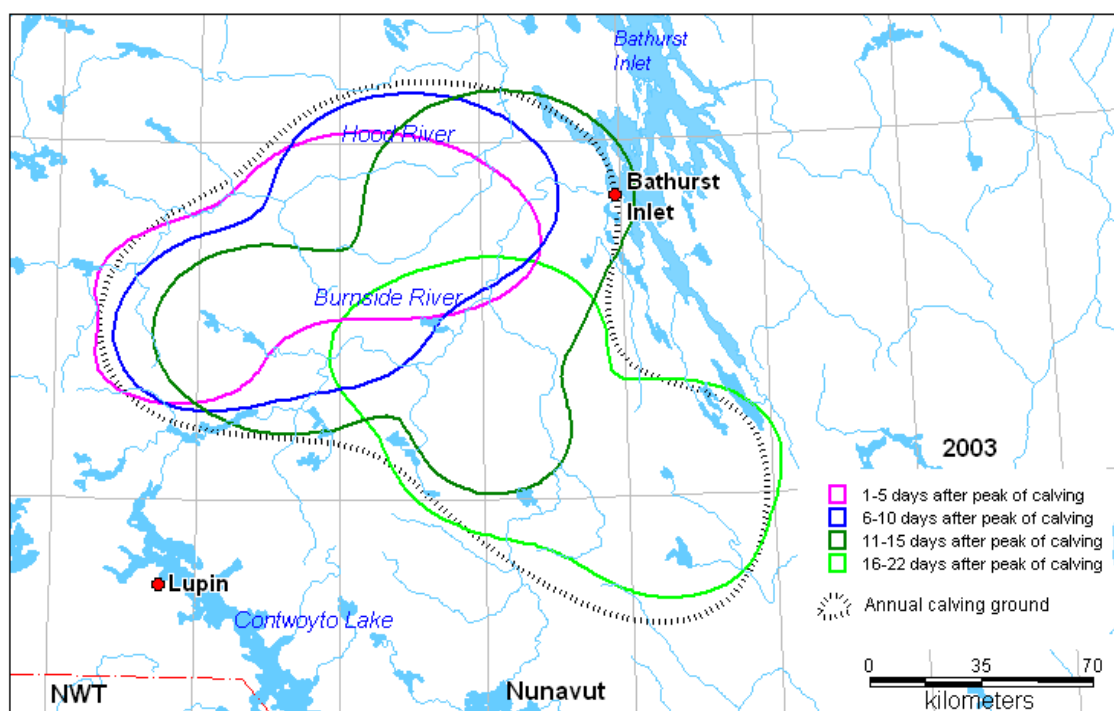 Bathurst
Inlet
Hood River
Bathurst
Inlet
Burnside River
2003
1-5 days after peak of calving
6-10 days after peak of calving
11-15 days after peak of calving
16-22 days after peak of calving
Annual calving ground
Lupin
Contwoyto Lake
0 35 70
kilometers
NWT
Nunavut